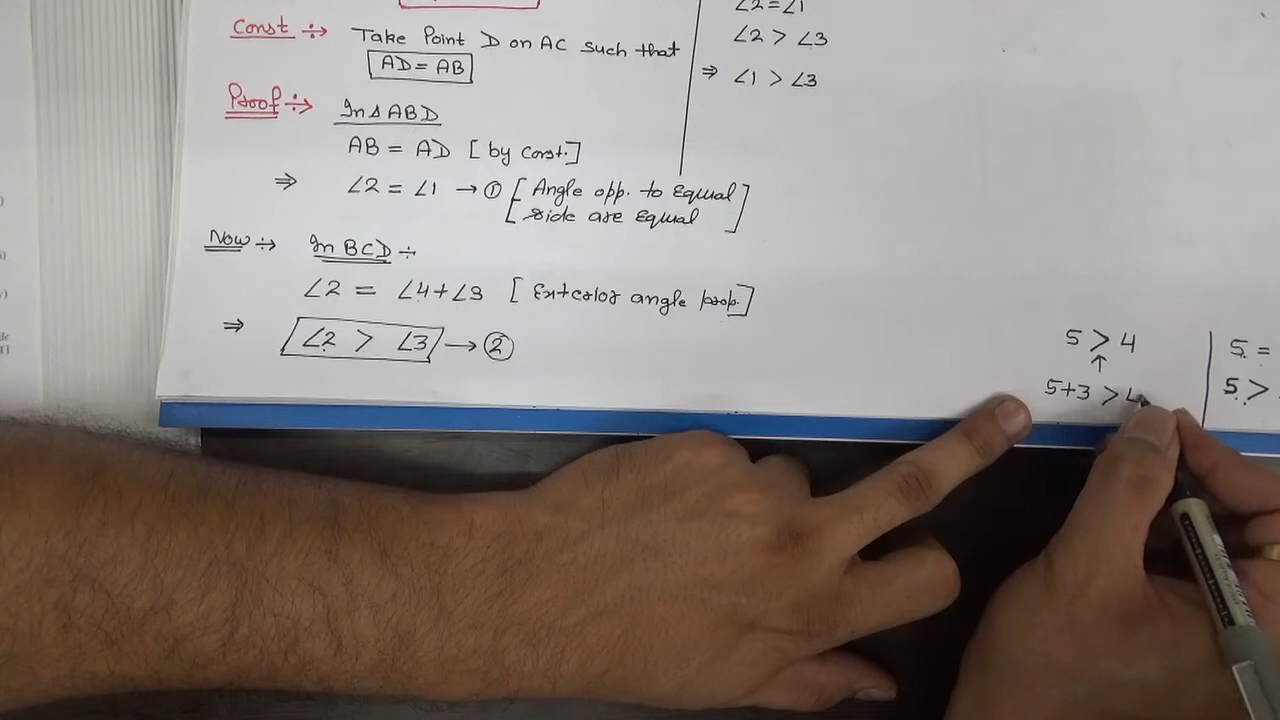 Const ÷ Take Point D on AC such that
AD = AB
Proof ÷ In △ ABD
AB = AD [by Const.]
⇒ ∠2 = ∠1 → ① [Angle opp. to Equal
side are Equal]
Now ÷ In BCD ÷
∠2 = ∠4+∠3 [Exterior angle prop.]
⇒ ∠2 > ∠3 → ②
∠2 = ∠1
∠2 > ∠3
⇒ ∠1 > ∠3
5 > 4
↑
5+3 >
5 =
5 >